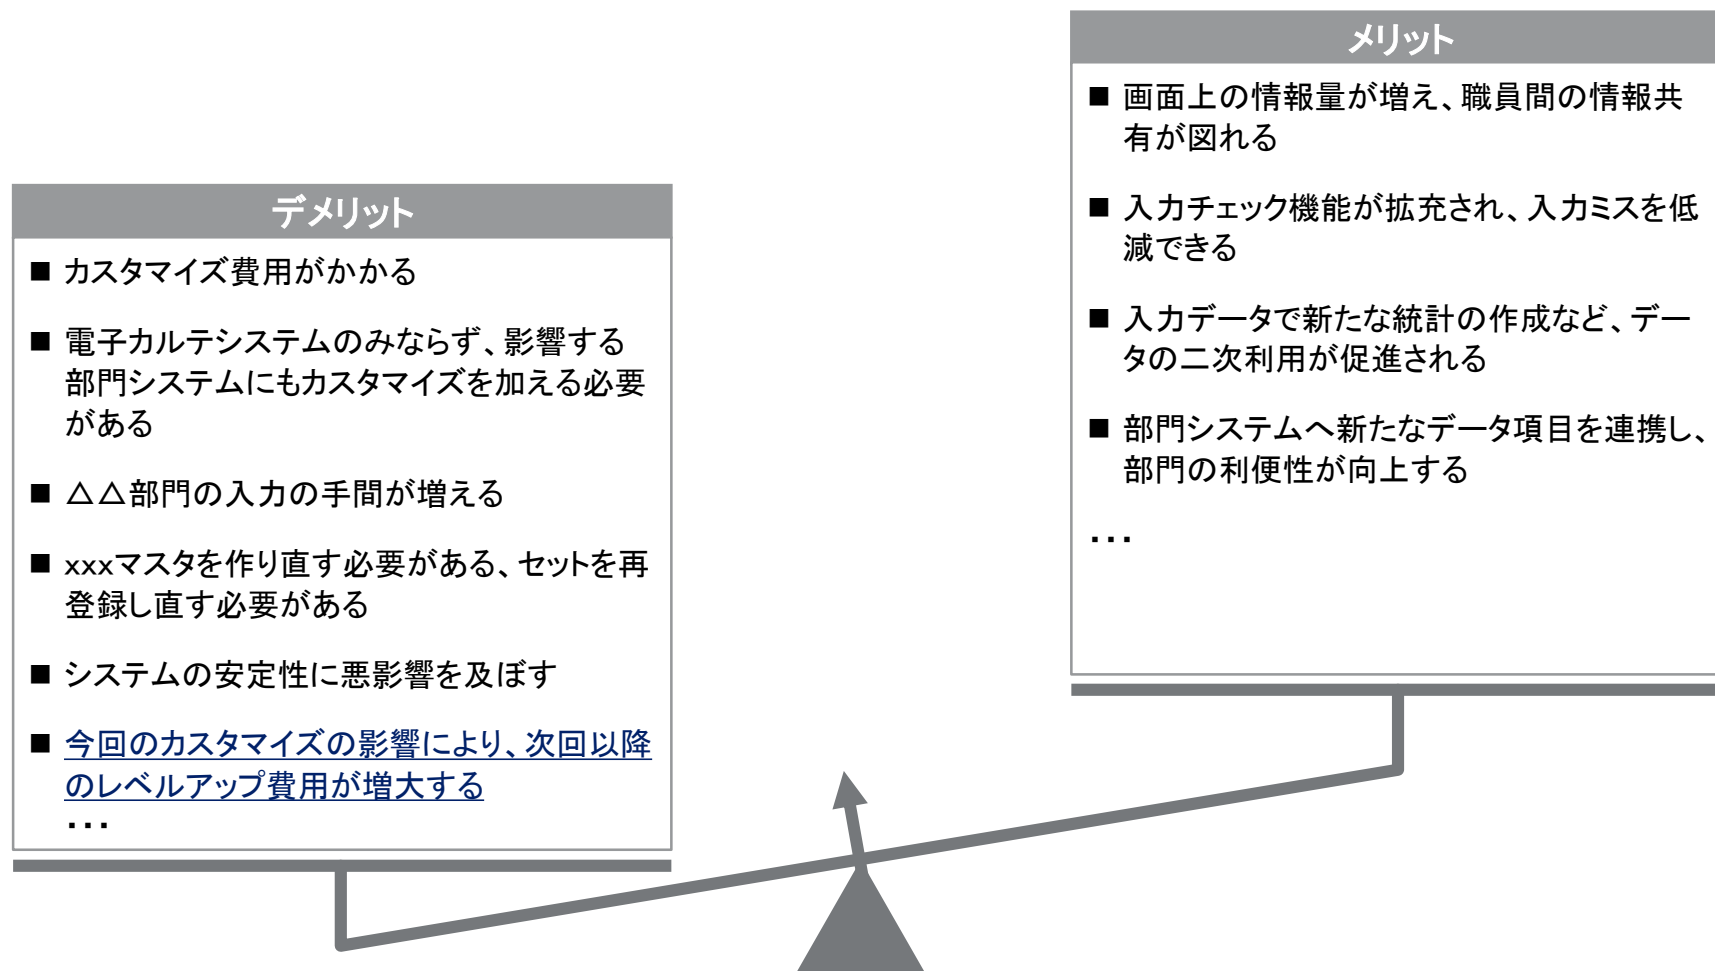 デメリット
■ カスタマイズ費用がかかる
■ 電子カルテシステムのみならず、影響する
部門システムにもカスタマイズを加える必要
がある
■ △△部門の入力の手間が増える
■ xxxマスタを作り直す必要がある、セットを再
登録し直す必要がある
■ システムの安定性に悪影響を及ぼす
■ 今回のカスタマイズの影響により、次回以降
のレベルアップ費用が増大する
・・・
メリット
■ 画面上の情報量が増え、職員間の情報共
有が図れる
■ 入力チェック機能が拡充され、入力ミスを低
減できる
■ 入力データで新たな統計の作成など、デー
タの二次利用が促進される
■ 部門システムへ新たなデータ項目を連携し、
部門の利便性が向上する
・・・